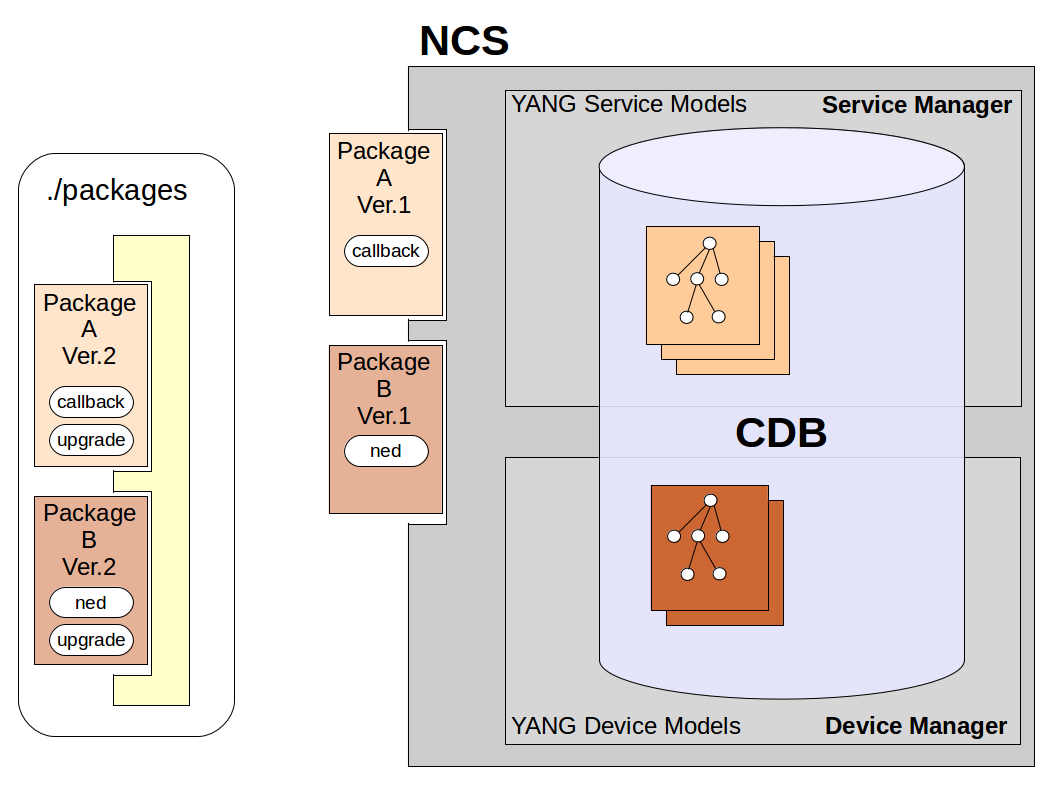 NCS
YANG Service Models
Service Manager
./packages
Package
A
Ver.2
callback
upgrade
Package
B
Ver.2
ned
upgrade
Package
A
Ver.1
callback
Package
B
Ver.1
ned
CDB
YANG Device Models
Device Manager